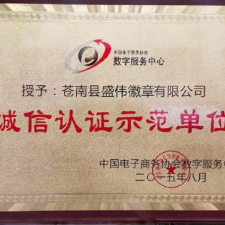 中国电子商务协会
数字服务中心
授予：苍南县盛伟徽章有限公司
诚信认证示范单位
中国电子商务协会数字服务中
二〇一五年八月